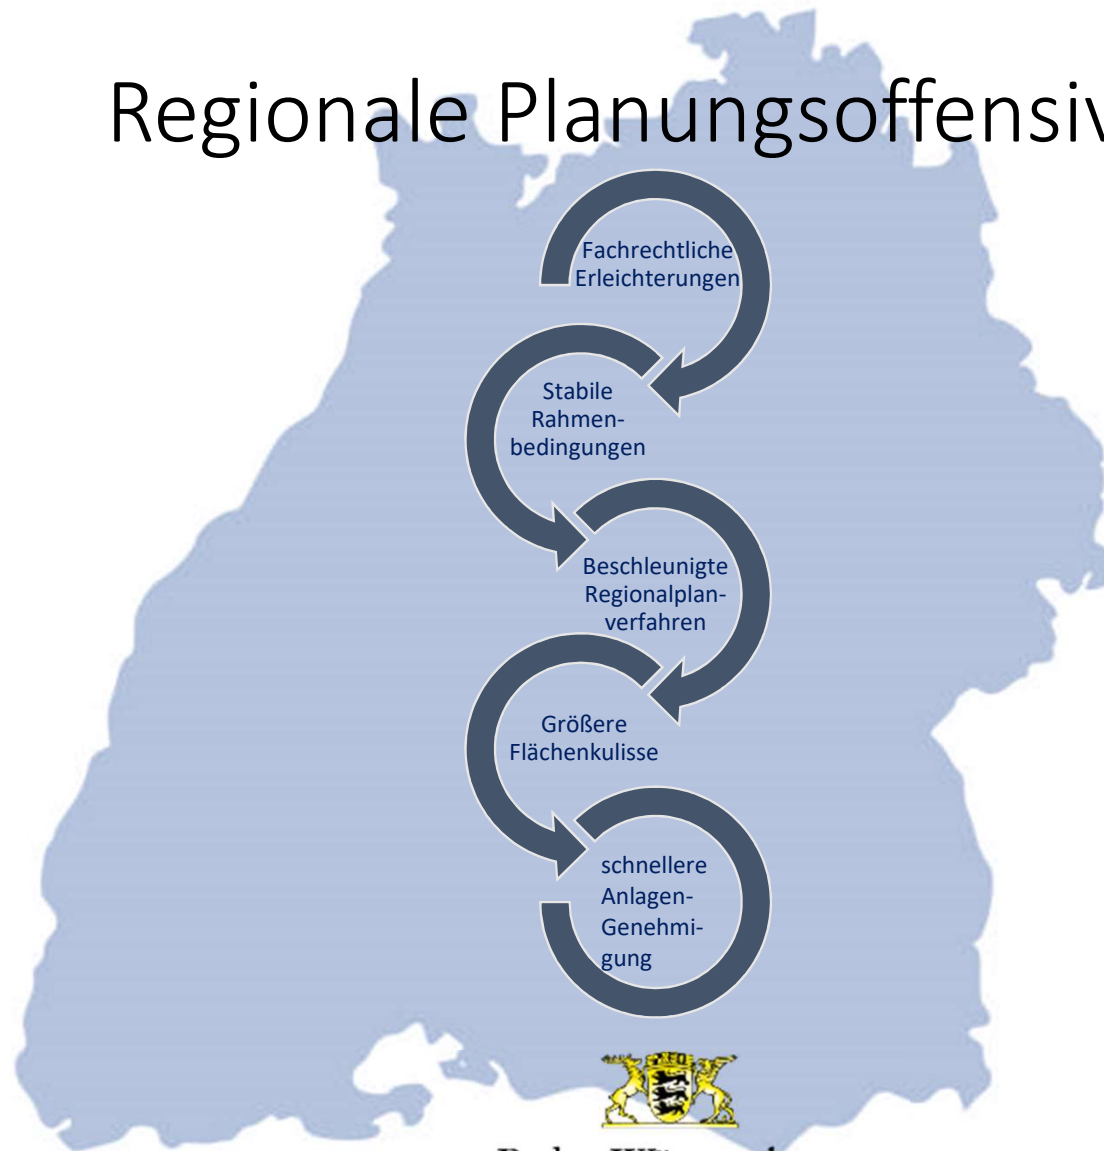 Regionale Planungsoffensiv
Fachrechtliche
Erleichterungen
Stabile
Rahmen-
bedingungen
Beschleunigte
Regionalplan-
verfahren
Größere
Flächenkulisse
schnellere
Anlagen-
Genehmi-
gung